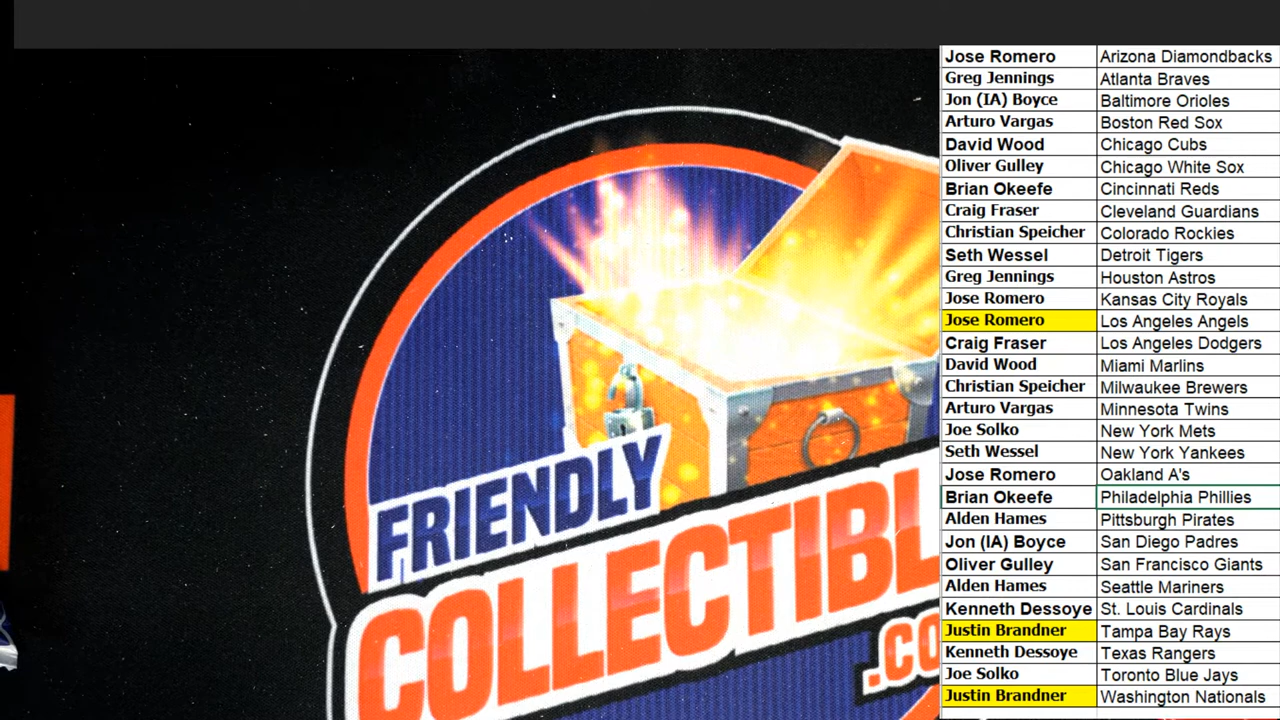 Jose Romero Arizona Diamondbacks
Greg Jennings Atlanta Braves
Jon (IA) Boyce Baltimore Orioles
Arturo Vargas Boston Red Sox
David Wood Chicago Cubs
Oliver Gulley Chicago White Sox
Brian Okeefe Cincinnati Reds
Craig Fraser Cleveland Guardians
Christian Speicher Colorado Rockies
Seth Wessel Detroit Tigers
Greg Jennings Houston Astros
Jose Romero Kansas City Royals
Jose Romero Los Angeles Angels
Craig Fraser Los Angeles Dodgers
David Wood Miami Marlins
Christian Speicher Milwaukee Brewers
Arturo Vargas Minnesota Twins
Joe Solko New York Mets
Seth Wessel New York Yankees
Jose Romero Oakland A's
Brian Okeefe Philadelphia Phillies
Alden Hames Pittsburgh Pirates
Jon (IA) Boyce San Diego Padres
Oliver Gulley San Francisco Giants
Alden Hames Seattle Mariners
Kenneth Dessoye St. Louis Cardinals
Justin Brandner Tampa Bay Rays
Kenneth Dessoye Texas Rangers
Joe Solko Toronto Blue Jays
Justin Brandner Washington Nationals
FRIENDLY
COLLECTIBL
.CO